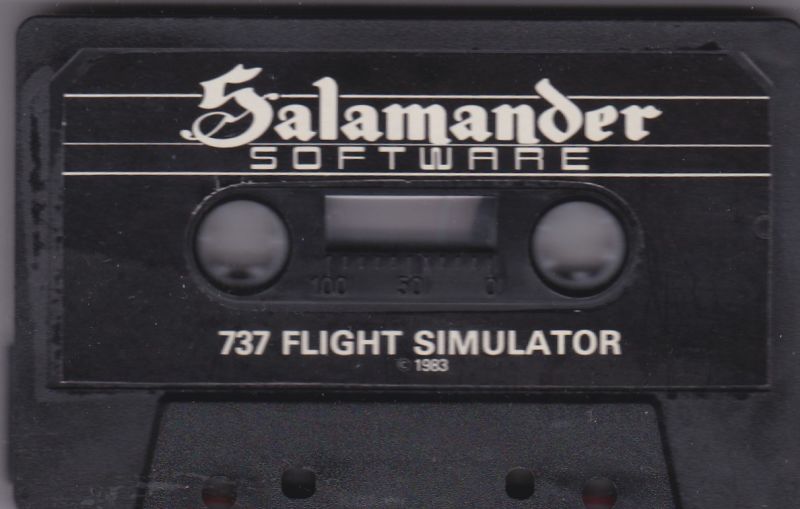 Salamander
SOFTWARE
100 50 0
737 FLIGHT SIMULATOR
© 1983